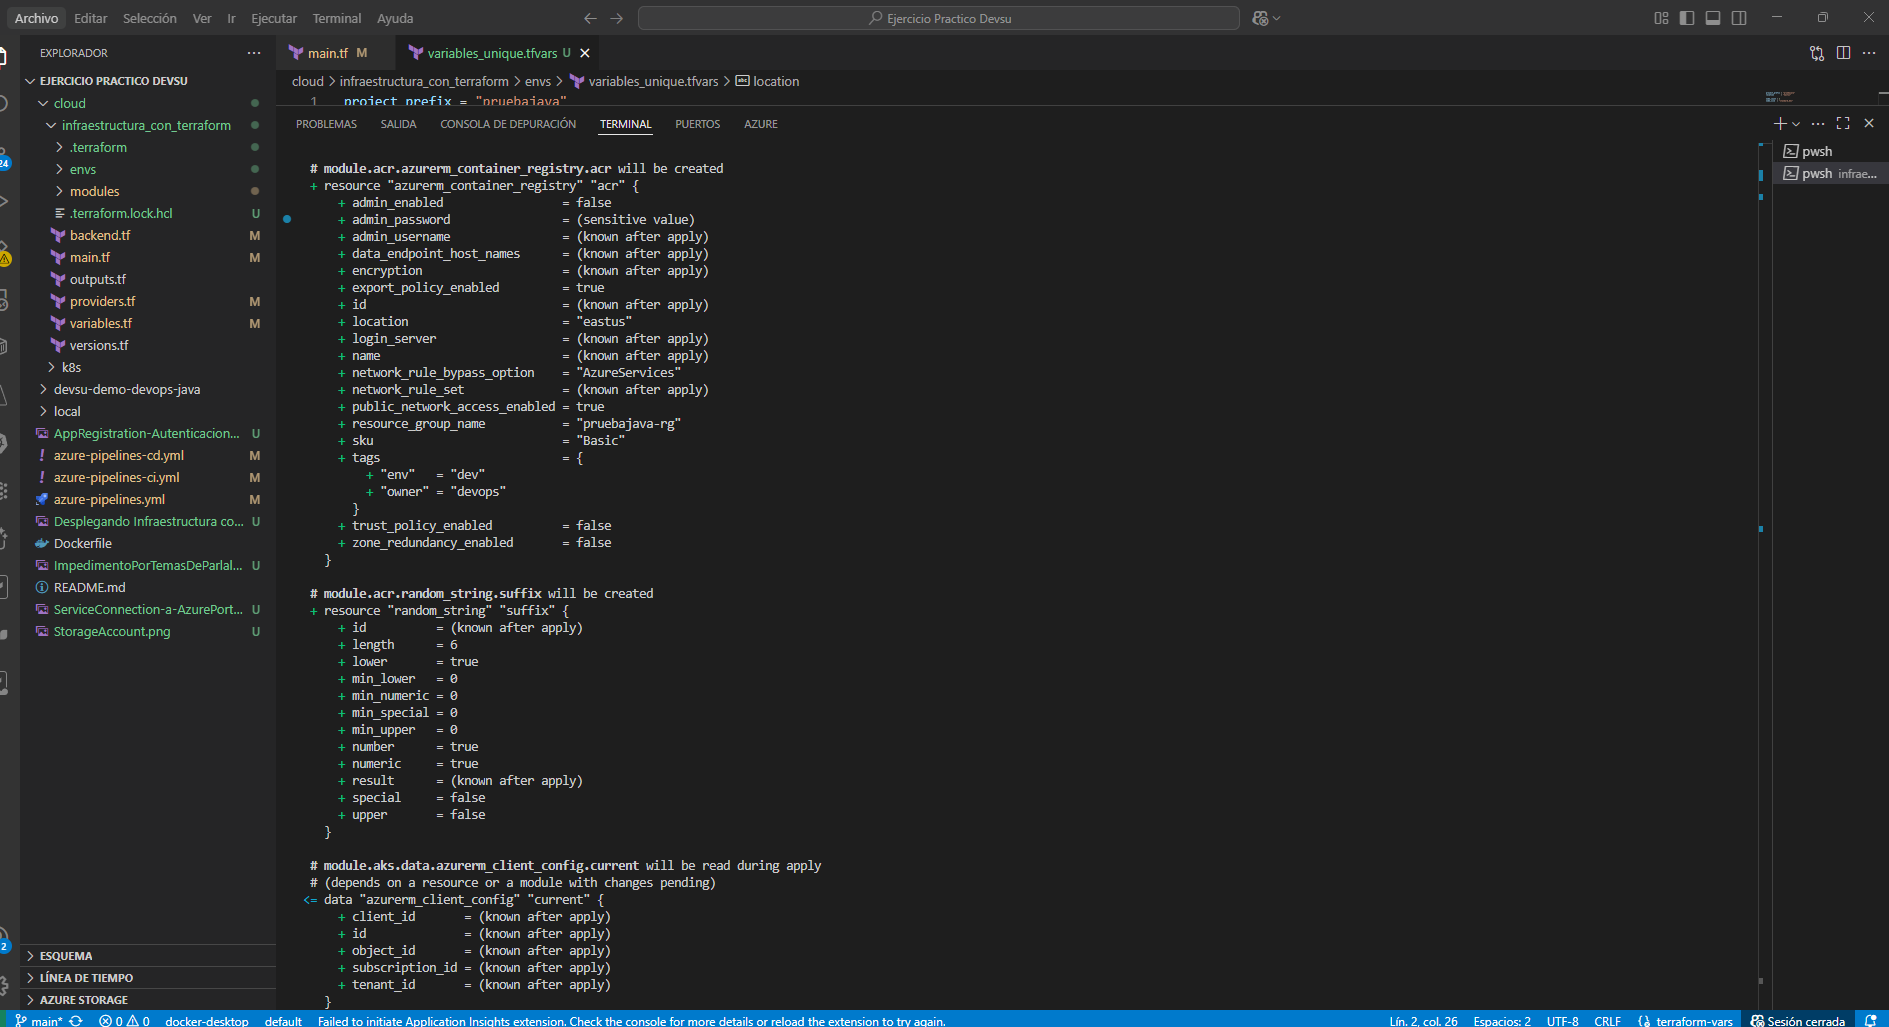 Archivo Editar Selección Ver Ir Ejecutar Terminal Ayuda
Ejercicio Practico Devsu
EXPLORADOR
EJERCICIO PRACTICO DEVSU
cloud
infraestructura_con_terraform
.terraform
envs
modules
.terraform.lock.hcl U
backend.tf M
main.tf M
outputs.tf
providers.tf M
variables.tf M
versions.tf
k8s
devsu-demo-devops-java
local
AppRegistration-Autenticacion... U
azure-pipelines-cd.yml M
azure-pipelines-ci.yml M
azure-pipelines.yml M
Desplegando Infraestructura co... U
Dockerfile
ImpedimentoPorTemasDeParlal... U
README.md
ServiceConnection-a-AzurePort... U
StorageAccount.png U
ESQUEMA
LÍNEA DE TIEMPO
AZURE STORAGE
24
2
main.tf M variables_unique.tfvars U
cloud > infraestructura_con_terraform > envs > variables_unique.tfvars > location
1 project_prefix = "pruebajava"
PROBLEMAS SALIDA CONSOLA DE DEPURACIÓN TERMINAL PUERTOS AZURE
pwsh
pwsh infrae...
# module.acr.azurerm_container_registry.acr will be created
+ resource "azurerm_container_registry" "acr" {
+ admin_enabled = false
+ admin_password = (sensitive value)
+ admin_username = (known after apply)
+ data_endpoint_host_names = (known after apply)
+ encryption = (known after apply)
+ export_policy_enabled = true
+ id = (known after apply)
+ location = "eastus"
+ login_server = (known after apply)
+ name = (known after apply)
+ network_rule_bypass_option = "AzureServices"
+ network_rule_set = (known after apply)
+ public_network_access_enabled = true
+ resource_group_name = "pruebajava-rg"
+ sku = "Basic"
+ tags = {
+ "env" = "dev"
+ "owner" = "devops"
}
+ trust_policy_enabled = false
+ zone_redundancy_enabled = false
}
# module.acr.random_string.suffix will be created
+ resource "random_string" "suffix" {
+ id = (known after apply)
+ length = 6
+ lower = true
+ min_lower = 0
+ min_numeric = 0
+ min_special = 0
+ min_upper = 0
+ number = true
+ numeric = true
+ result = (known after apply)
+ special = false
+ upper = false
}
# module.aks.data.azurerm_client_config.current will be read during apply
# (depends on a resource or a module with changes pending)
<= data "azurerm_client_config" "current" {
+ client_id = (known after apply)
+ id = (known after apply)
+ object_id = (known after apply)
+ subscription_id = (known after apply)
+ tenant_id = (known after apply)
}
main* 0 0 docker-desktop default Failed to initiate Application Insights extension. Check the console for more details or reload the extension to try again. Lín. 2, col. 26 Espacios: 2 UTF-8 CRLF terraform-vars Sesión cerrada